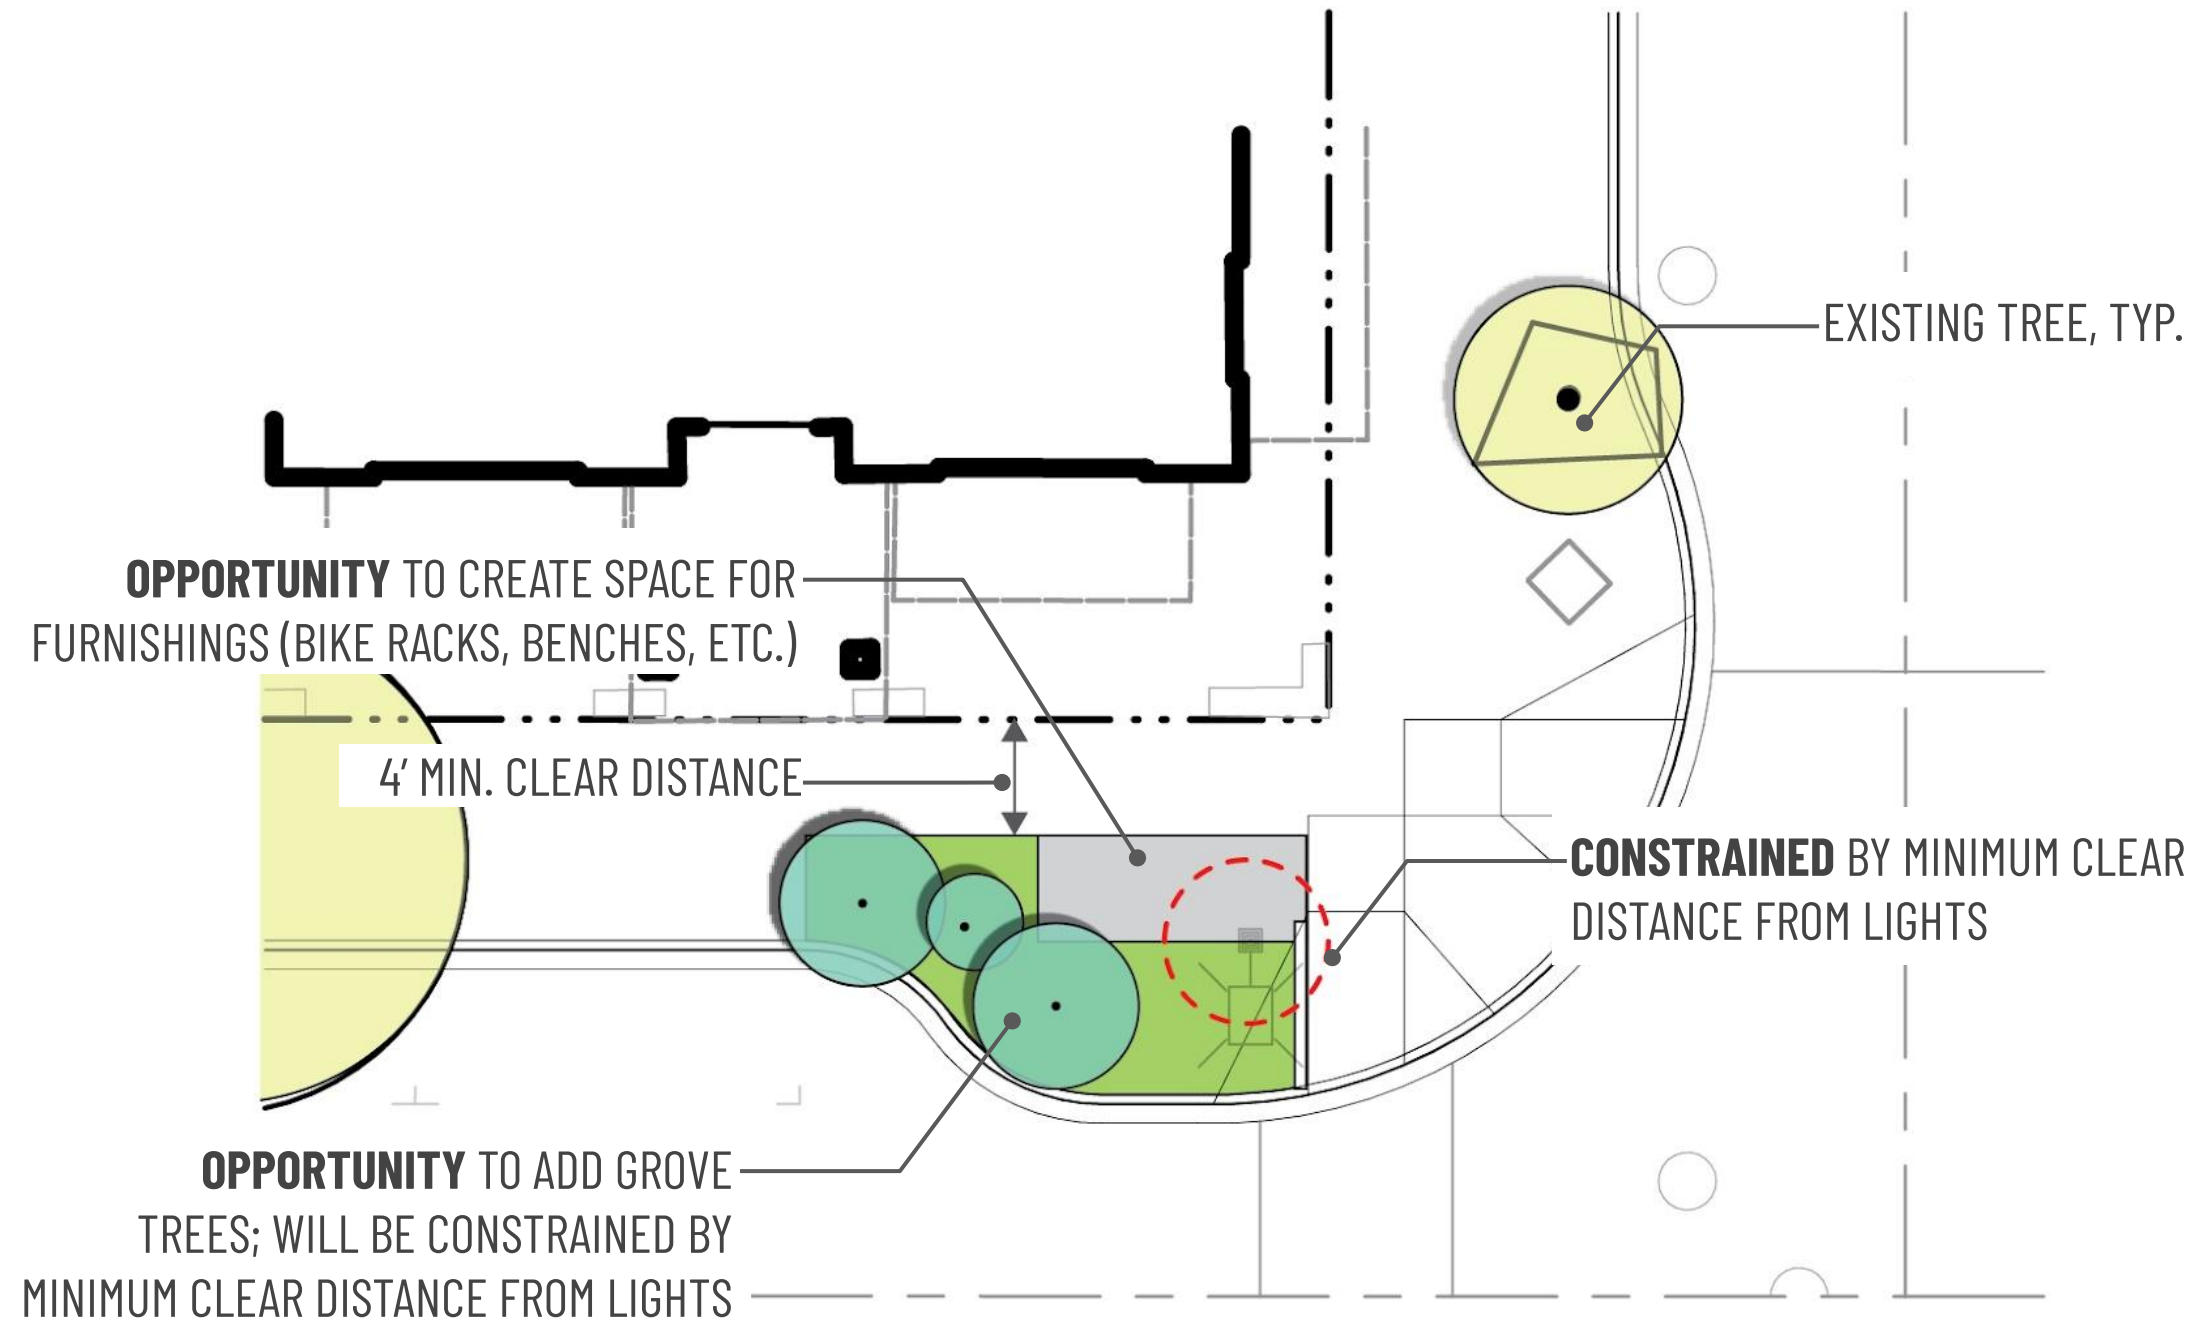 EXISTING TREE, TYP.
OPPORTUNITY TO CREATE SPACE FOR
FURNISHINGS (BIKE RACKS, BENCHES, ETC.)
4’ MIN. CLEAR DISTANCE
CONSTRAINED BY MINIMUM CLEAR
DISTANCE FROM LIGHTS
OPPORTUNITY TO ADD GROVE
TREES; WILL BE CONSTRAINED BY
MINIMUM CLEAR DISTANCE FROM LIGHTS